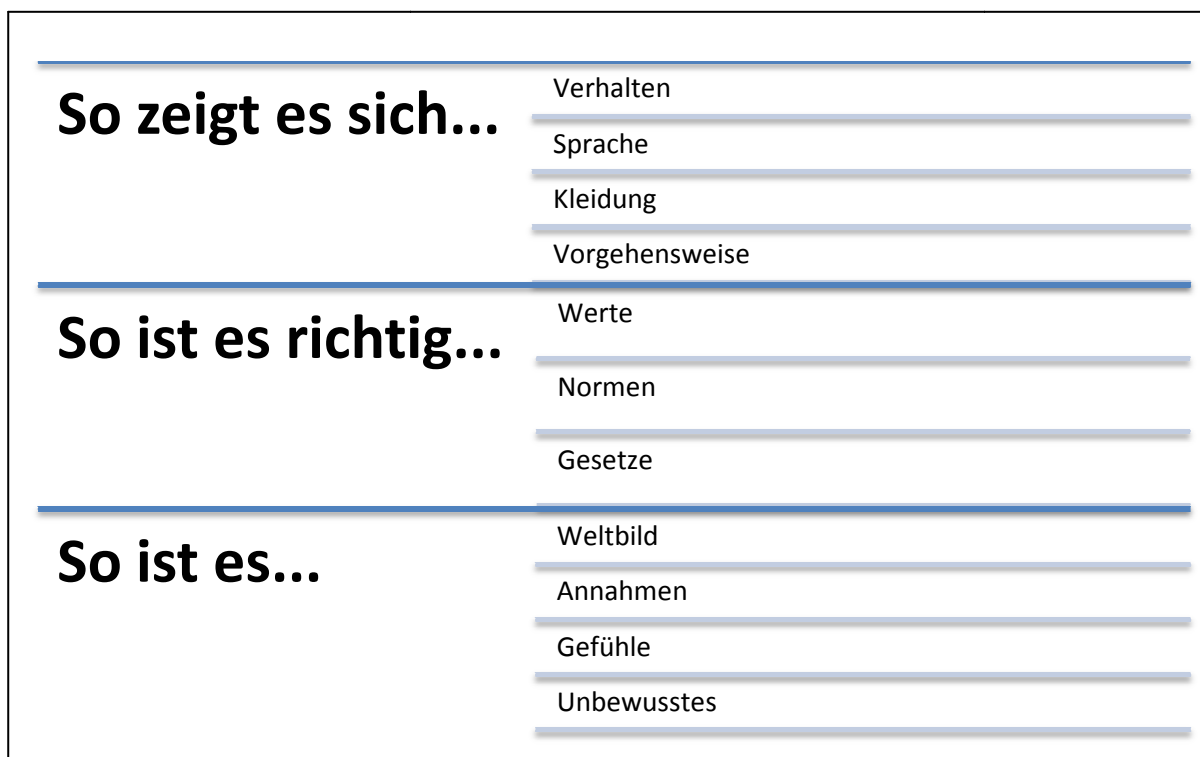 So zeigt es sich...
Verhalten
Sprache
Kleidung
Vorgehensweise
So ist es richtig...
Werte
Normen
Gesetze
So ist es...
Weltbild
Annahmen
Gefühle
Unbewusstes